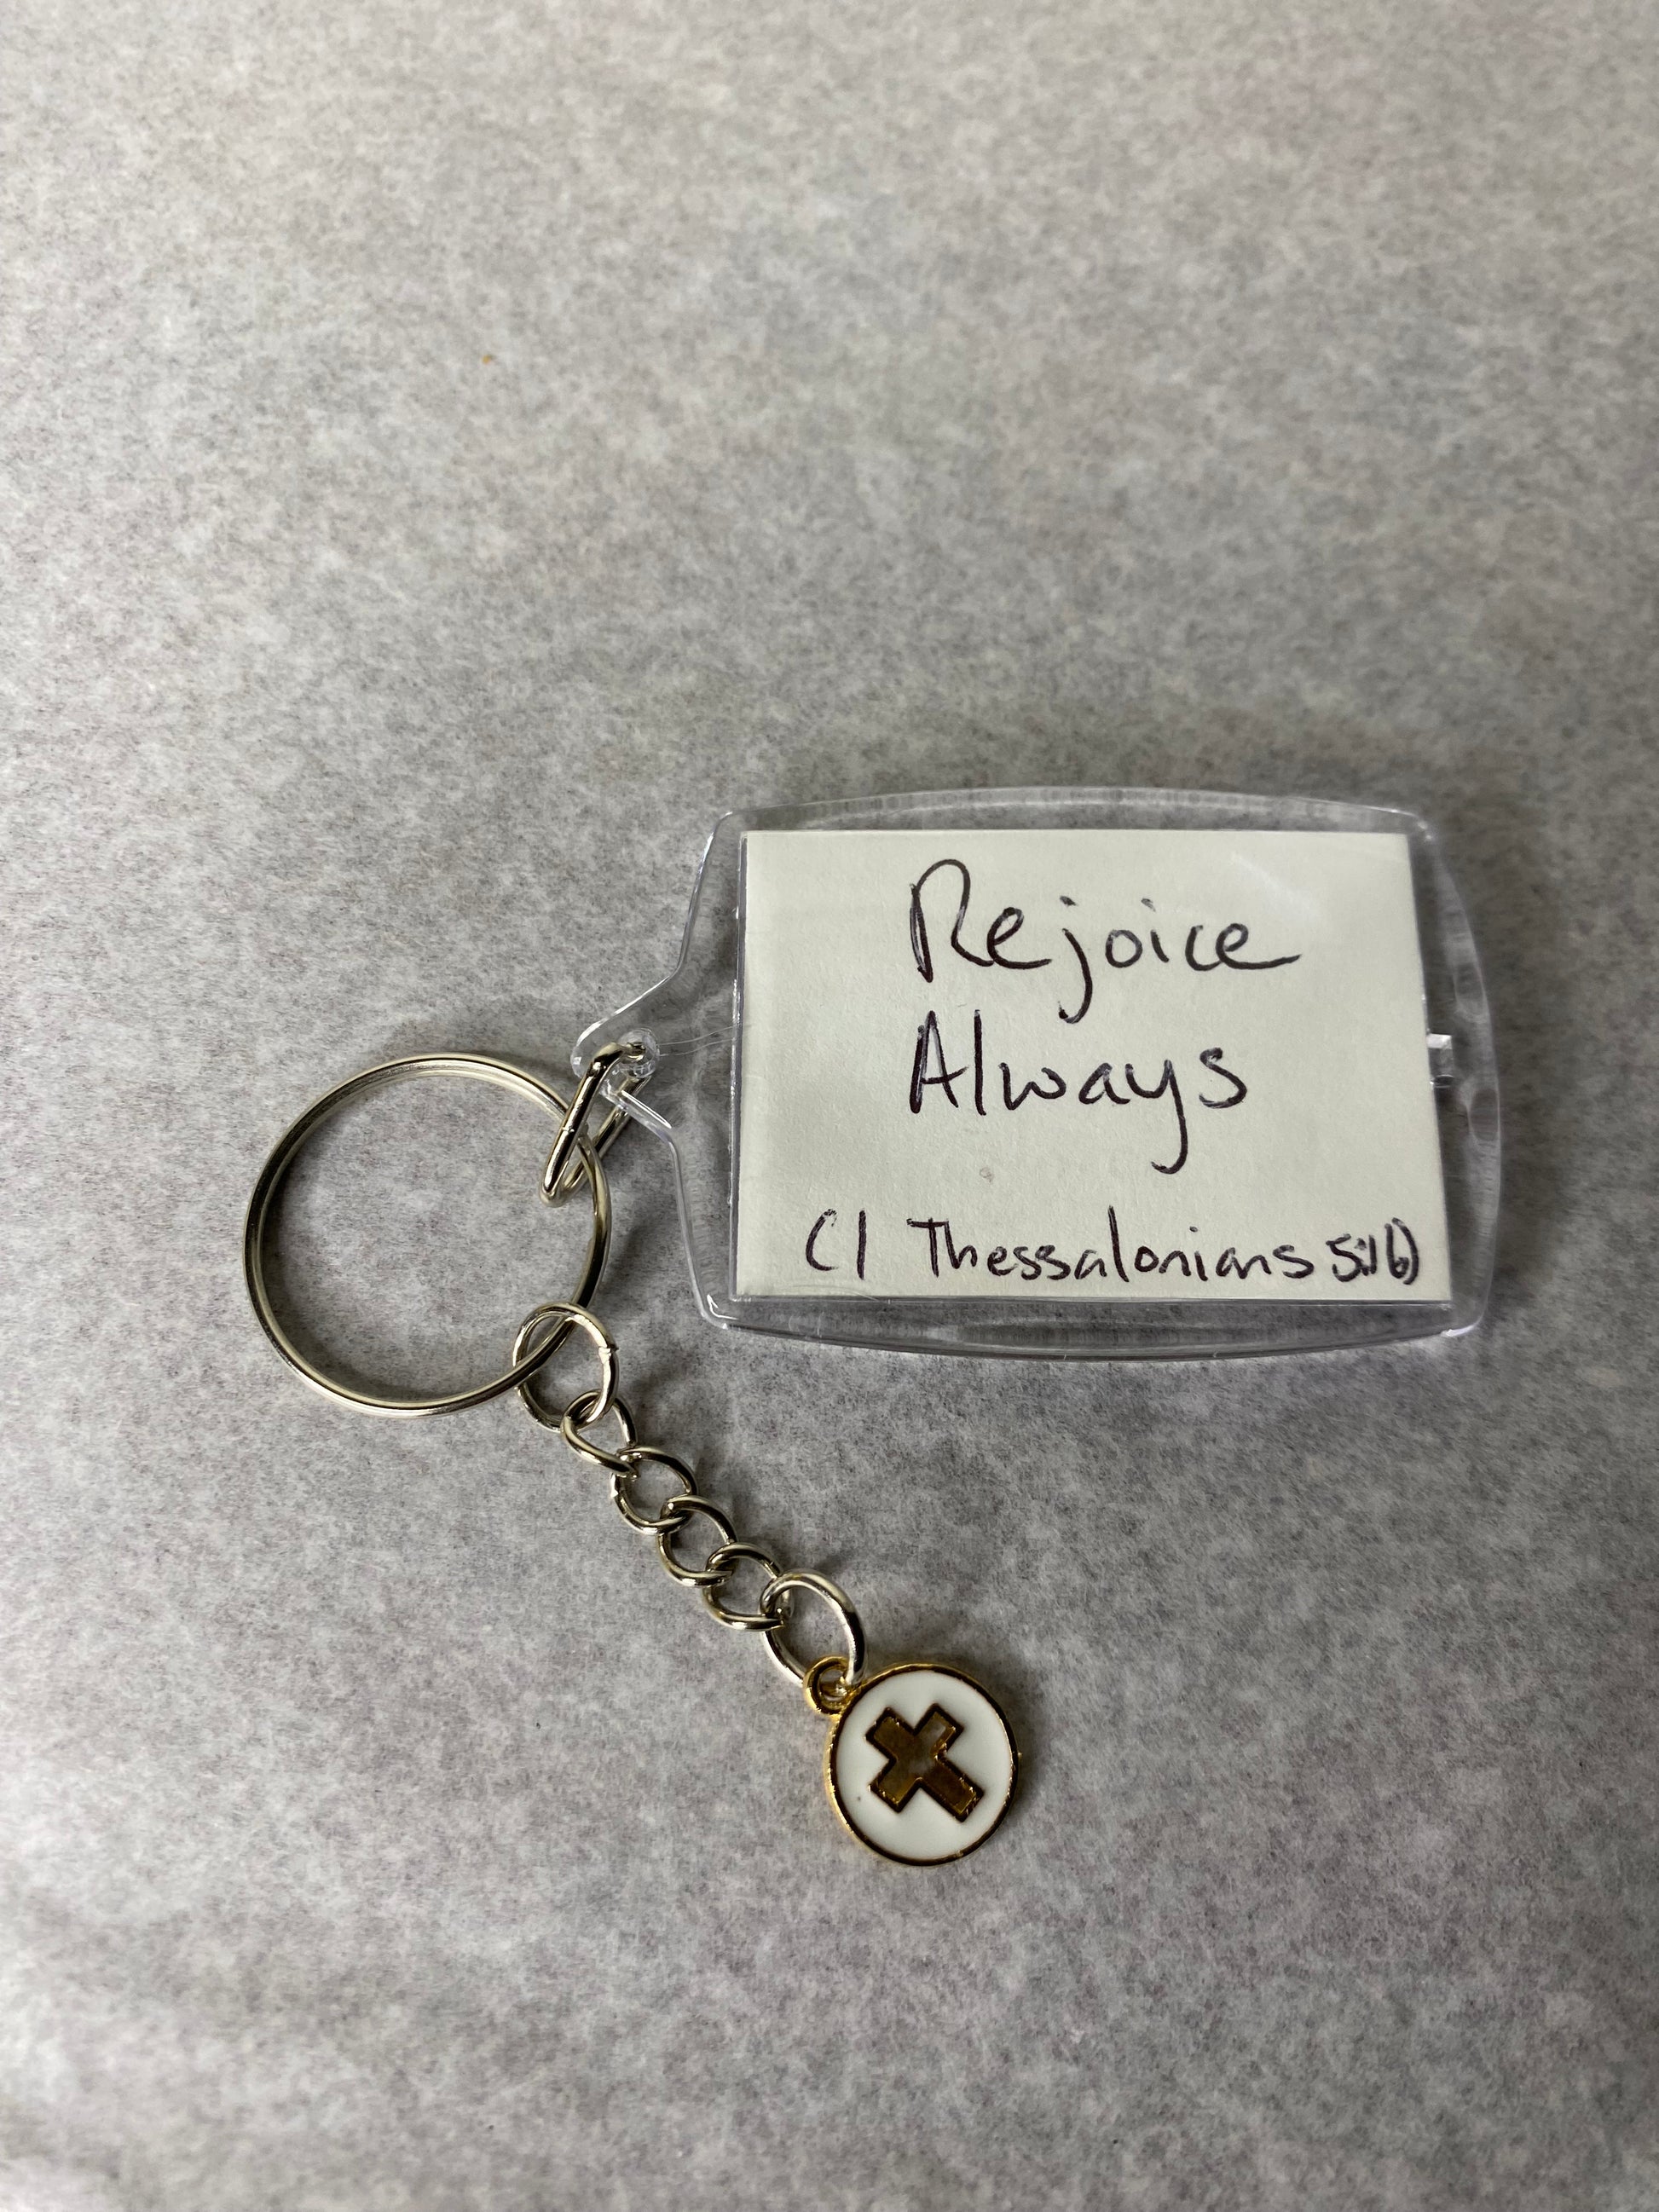 Rejoice
Always
(1 Thessalonians 5:16)